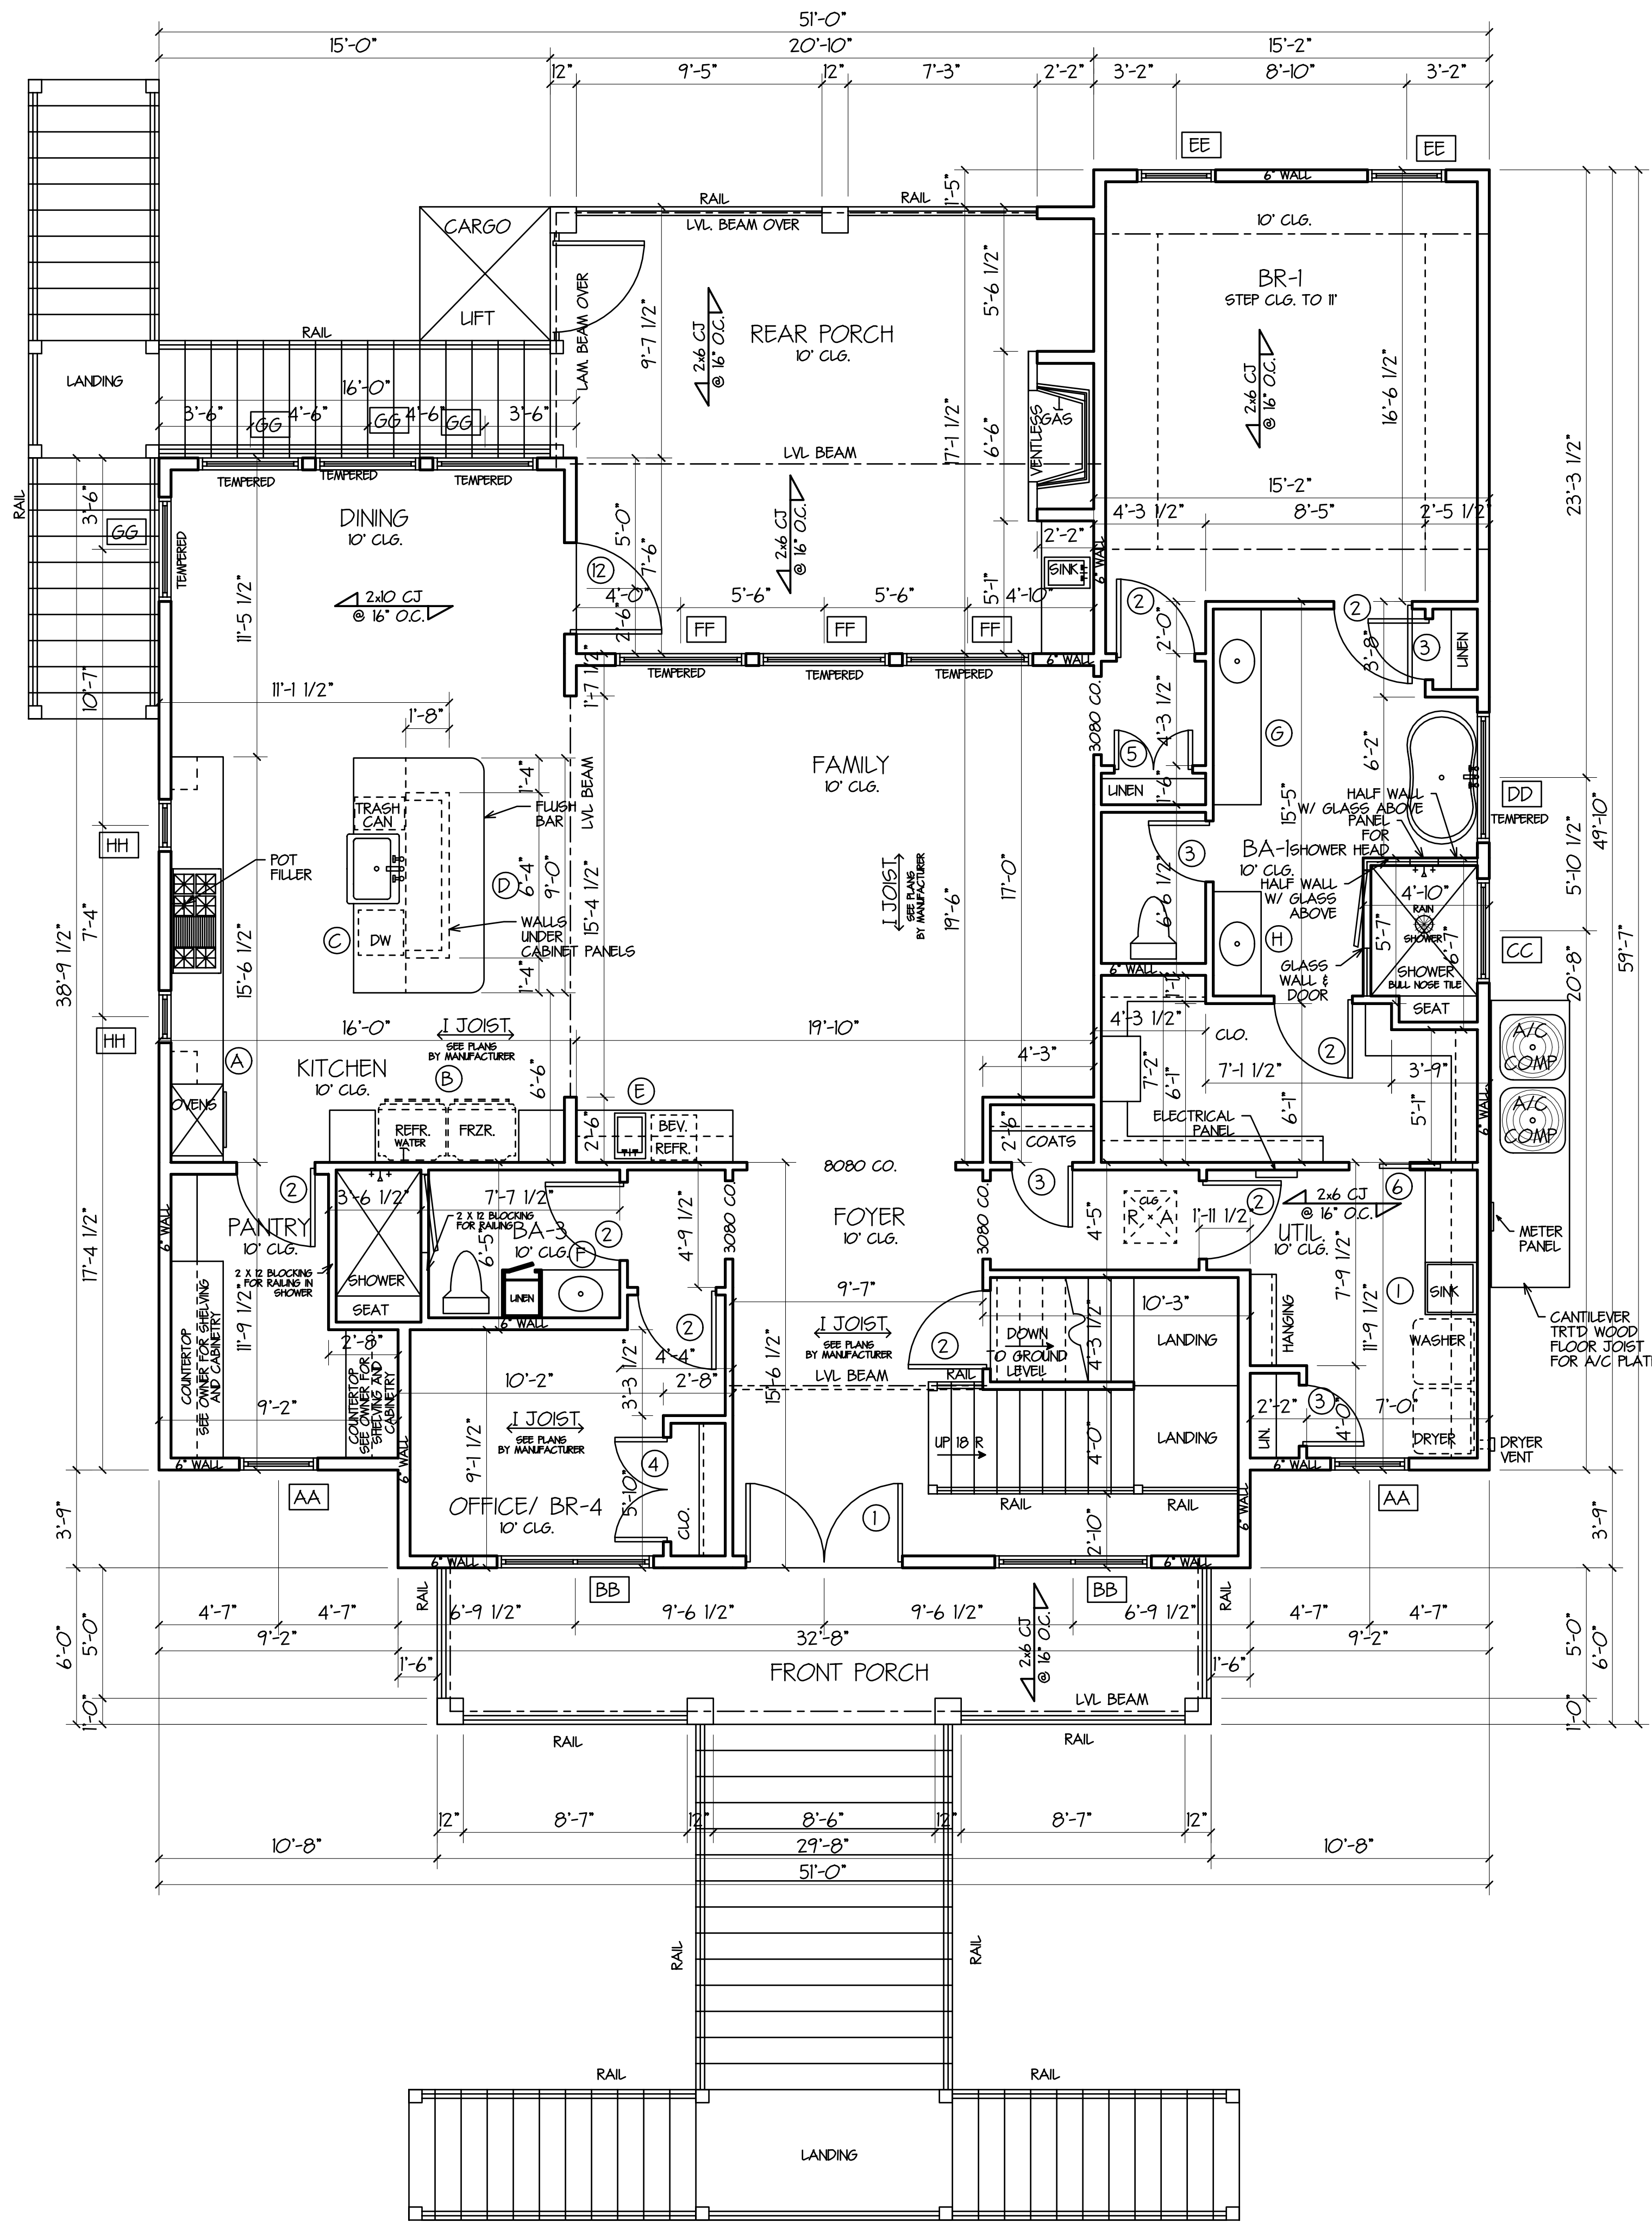 51'-0"
15'-0"
20'-10"
15'-2"
12"
9'-5"
12"
7'-3"
2'-2"
3'-2"
8'-10"
3'-2"
EE
EE
6" WALL
RAIL
RAIL
LVL. BEAM OVER
1'-5"
10' CLG.
CARGO
LIFT
LAM. BEAM OVER
BR-1
STEP CLG. TO 11'
REAR PORCH
10' CLG.
2x6 CJ
@ 16" O.C.
9'-7 1/2"
5'-6 1/2"
2x6 CJ
@ 16" O.C.
16'-6 1/2"
RAIL
LANDING
16'-0"
3'-6"
GG
4'-6"
GG
4'-6"
GG
3'-6"
VENTLESS
GAS
17'-1 1/2"
6'-6"
LVL BEAM
TEMPERED
TEMPERED
TEMPERED
15'-2"
4'-3 1/2"
8'-5"
2'-5 1/2"
23'-3 1/2"
RAIL
3'-6"
GG
TEMPERED
DINING
10' CLG.
5'-0"
7'-6"
2x6 CJ
@ 16" O.C.
2'-2"
SINK
6" WALL
12
4'-0"
5'-6"
5'-6"
4'-10"
5'-1"
2x10 CJ
@ 16" O.C.
11'-5 1/2"
2'-6"
FF
FF
FF
2
2'-0"
2
3'-8"
3
LINEN
TEMPERED
TEMPERED
TEMPERED
6" WALL
1'-7 1/2"
10'-7"
11'-1 1/2"
1'-8"
3080 CO.
4'-3 1/2"
G
6'-2"
5
FAMILY
10' CLG.
1'-4"
LVL BEAM
FLUSH
BAR
TRASH
CAN
LINEN
1'-6"
15'-5"
HALF WALL
W/ GLASS ABOVE
PANEL
FOR
SHOWER HEAD
DD
TEMPERED
HH
POT
FILLER
3
BA-1
10' CLG.
HALF WALL
W/ GLASS
ABOVE
5'-10 1/2"
49'-10"
D
6'-4"
9'-0"
15'-4 1/2"
I JOIST
SEE PLANS
BY MANUFACTURER
19'-6"
17'-0"
6'-6 1/2"
4'-10"
RAIN
SHOWER
5'-7"
6'-7"
38'-9 1/2"
7'-4"
15'-6 1/2"
C
DW
WALLS
UNDER
CABINET PANELS
1'-4"
H
CC
GLASS
WALL &
DOOR
SHOWER
BULL NOSE TILE
SEAT
6" WALL
1'-1"
20'-8"
59'-7"
HH
16'-0"
I JOIST
SEE PLANS
BY MANUFACTURER
19'-10"
4'-3 1/2"
CLO.
2
A/C
COMP
A
KITCHEN
10' CLG.
B
6'-6"
4'-3"
7'-2"
6'-1"
7'-1 1/2"
3'-9"
OVENS
E
REFR.
WATER
FRZR.
2'-6"
BEV.
REFR.
2'-6"
COATS
ELECTRICAL
PANEL
6'-1"
5'-1"
6" WALL
A/C
COMP
8080 CO.
2
3'-6 1/2"
7'-7 1/2"
3080 CO.
3
CLG
R × A
2
2x6 CJ
@ 16" O.C.
6
6" WALL
PANTRY
10' CLG.
2 X 12 BLOCKING
FOR RAILING
BA-3
10' CLG.
F
2
6'-5"
4'-9 1/2"
FOYER
10' CLG.
3080 CO.
4'-5"
1'-11 1/2"
UTIL.
10' CLG.
METER
PANEL
17'-4 1/2"
2 X 12 BLOCKING
FOR RAILING IN
SHOWER
SHOWER
SEAT
LINEN
9'-7"
10'-3"
7'-9 1/2"
I
SINK
COUNTERTOP
SEE OWNER FOR SHELVING
AND CABINETRY
11'-9 1/2"
6" WALL
2
I JOIST
SEE PLANS
BY MANUFACTURER
2
DOWN
TO GROUND
LEVEL
4'-3 1/2"
LANDING
HANGING
11'-9 1/2"
WASHER
CANTILEVER
TRT'D WOOD
FLOOR JOIST
FOR A/C
2'-8"
4'-4"
10'-2"
3'-3 1/2"
2'-8"
LVL BEAM
RAIL
9'-2"
COUNTERTOP
SEE OWNER FOR
SHELVING AND
CABINETRY
15'-6 1/2"
I JOIST
SEE PLANS
BY MANUFACTURER
UP 18 R
4'-0"
LANDING
2'-2"
3
4'-0"
7'-0"
LIN.
DRYER
DRYER
VENT
6" WALL
6" WALL
9'-1 1/2"
4
6" WALL
AA
OFFICE/ BR-4
10' CLG.
5'-10"
CLO.
1
RAIL
RAIL
6" WALL
AA
3'-9"
2'-10"
3'-9"
6" WALL
6" WALL
RAIL
BB
BB
RAIL
2x6 CJ
@ 16" O.C.
4'-7"
4'-7"
6'-9 1/2"
9'-6 1/2"
9'-6 1/2"
6'-9 1/2"
4'-7"
4'-7"
9'-2"
32'-8"
9'-2"
6'-0"
5'-0"
1'-6"
FRONT PORCH
1'-6"
5'-0"
6'-0"
LVL BEAM
1'-0"
1'-0"
RAIL
RAIL
12"
8'-7"
12"
8'-6"
12"
8'-7"
12"
10'-8"
29'-8"
10'-8"
51'-0"
RAIL
RAIL
RAIL
RAIL
LANDING